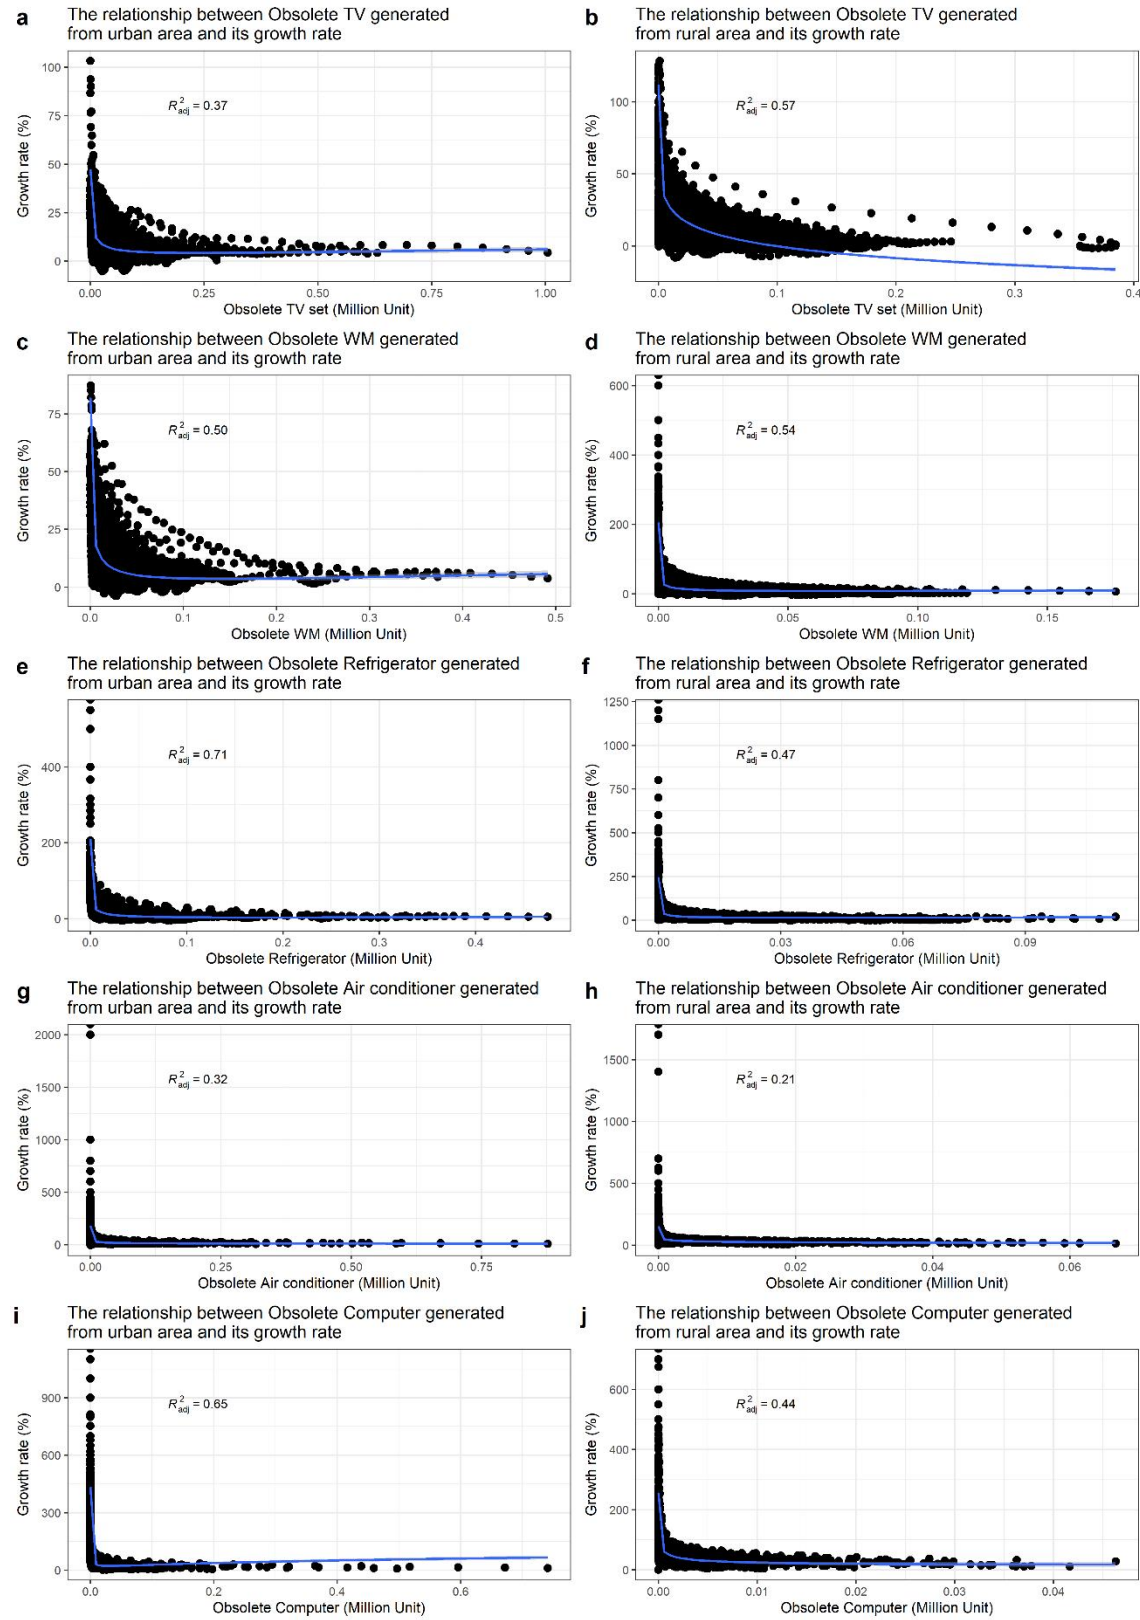 a The relationship between Obsolete TV generated
from urban area and its growth rate
R²adj = 0.37
Growth rate (%)
100
75
50
25
0
0.00 0.25 0.50 0.75 1.00
Obsolete TV set (Million Unit)
b The relationship between Obsolete TV generated
from rural area and its growth rate
R²adj = 0.57
Growth rate (%)
100
50
0
0.0 0.1 0.2 0.3 0.4
Obsolete TV set (Million Unit)
c The relationship between Obsolete WM generated
from urban area and its growth rate
R²adj = 0.50
Growth rate (%)
75
50
25
0
0.0 0.1 0.2 0.3 0.4 0.5
Obsolete WM (Million Unit)
d The relationship between Obsolete WM generated
from rural area and its growth rate
R²adj = 0.54
Growth rate (%)
600
400
200
0
0.00 0.05 0.10 0.15
Obsolete WM (Million Unit)
e The relationship between Obsolete Refrigerator generated
from urban area and its growth rate
R²adj = 0.71
Growth rate (%)
400
200
0
0.0 0.1 0.2 0.3 0.4
Obsolete Refrigerator (Million Unit)
f The relationship between Obsolete Refrigerator generated
from rural area and its growth rate
R²adj = 0.47
Growth rate (%)
1250
1000
750
500
250
0
0.00 0.03 0.06 0.09
Obsolete Refrigerator (Million Unit)
g The relationship between Obsolete Air conditioner generated
from urban area and its growth rate
R²adj = 0.32
Growth rate (%)
2000
1500
1000
500
0
0.00 0.25 0.50 0.75
Obsolete Air conditioner (Million Unit)
h The relationship between Obsolete Air conditioner generated
from rural area and its growth rate
R²adj = 0.21
Growth rate (%)
1500
1000
500
0
0.00 0.02 0.04 0.06
Obsolete Air conditioner (Million Unit)
i The relationship between Obsolete Computer generated
from urban area and its growth rate
R²adj = 0.65
Growth rate (%)
900
600
300
0
0.0 0.2 0.4 0.6
Obsolete Computer (Million Unit)
j The relationship between Obsolete Computer generated
from rural area and its growth rate
R²adj = 0.44
Growth rate (%)
600
400
200
0
0.00 0.01 0.02 0.03 0.04
Obsolete Computer (Million Unit)